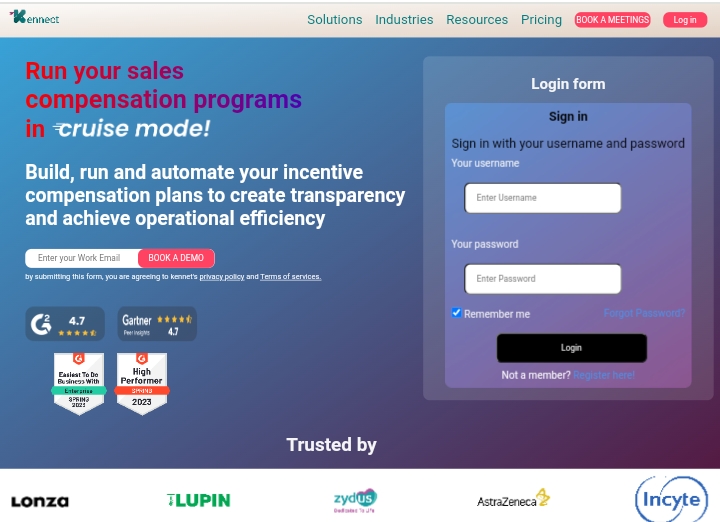 Kennect
Solutions Industries Resources Pricing BOOK A MEETINGS Log in
Run your sales
compensation programs
in cruise mode!
Build, run and automate your incentive
compensation plans to create transparency
and achieve operational efficiency
Enter your Work Email BOOK A DEMO
by submitting this form, you are agreeing to kennet's privacy policy and Terms of services.
G2 4.7
Gartner
Peer Insights 4.7
G
Easiest To Do
Business With
Enterprise
SPRING
2023
G
High
Performer
SPRING
2023
Login form
Sign in
Sign in with your username and password
Your username
Enter Username
Your password
Enter Password
Remember me Forgot Password?
Login
Not a member? Register here!
Trusted by
Lonza
LUPIN
zydus
Dedicated To Life
AstraZeneca
Incyte